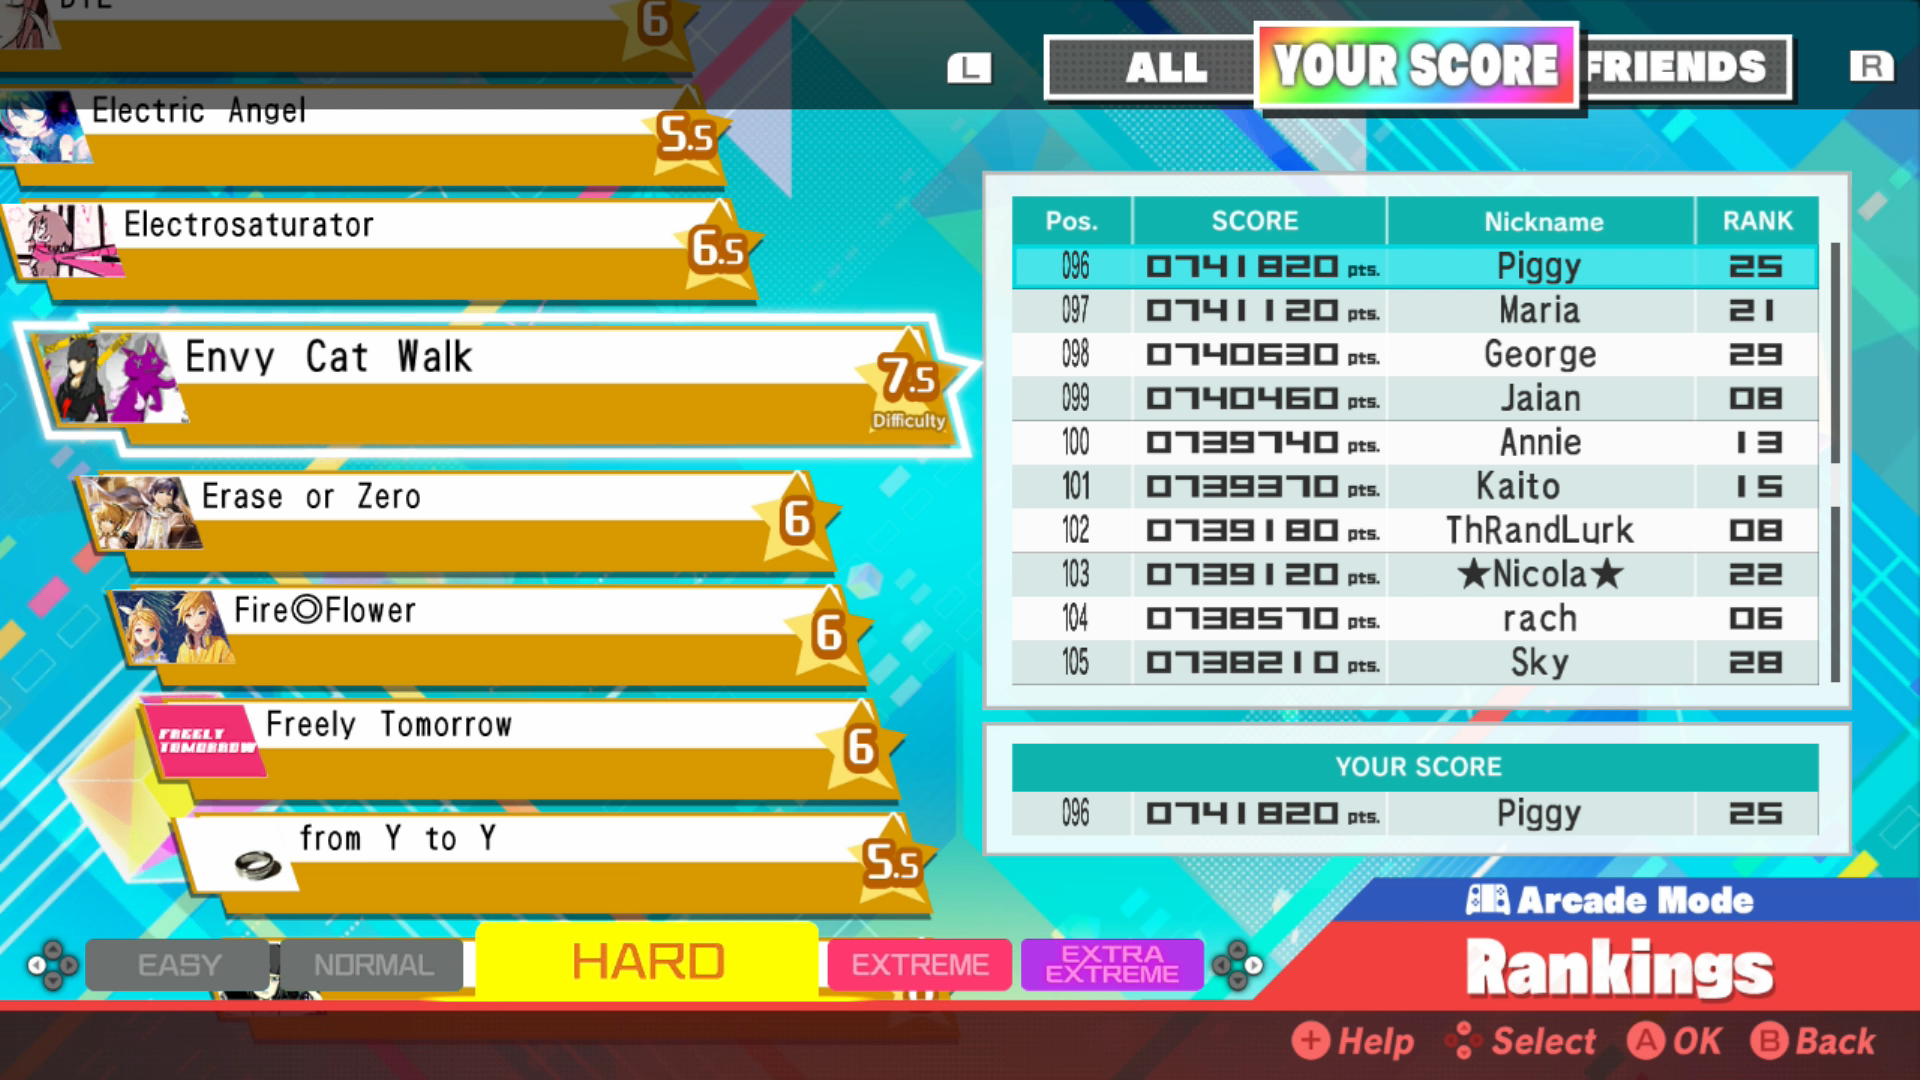 6
Electric Angel
5.5
Electrosaturator
6.5
Envy Cat Walk
7.5
Difficulty
Erase or Zero
6
Fire◎Flower
6
FREELY
TOMORROW
Freely Tomorrow
6
from Y to Y
5.5
EASY NORMAL HARD EXTREME EXTRA EXTREME
L ALL YOUR SCORE FRIENDS R
Pos. SCORE Nickname RANK
096 0741820 pts. Piggy 25
097 0741120 pts. Maria 21
098 0740630 pts. George 29
099 0740460 pts. Jaian 08
100 0739740 pts. Annie 13
101 0739370 pts. Kaito 15
102 0739180 pts. ThRandLurk 08
103 0739120 pts. ★Nicola★ 22
104 0738570 pts. rach 06
105 0738210 pts. Sky 28
YOUR SCORE
096 0741820 pts. Piggy 25
Arcade Mode
Rankings
+ Help Select A OK B Back